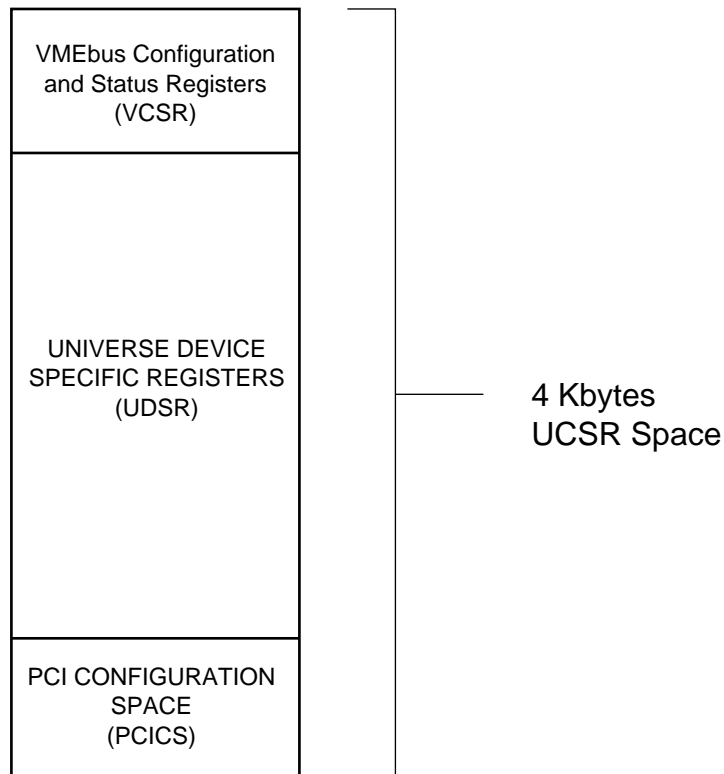 VMEbus Configuration
and Status Registers
(VCSR)
UNIVERSE DEVICE
SPECIFIC REGISTERS
(UDSR)
4 Kbytes
UCSR Space
PCI CONFIGURATION
SPACE
(PCICS)